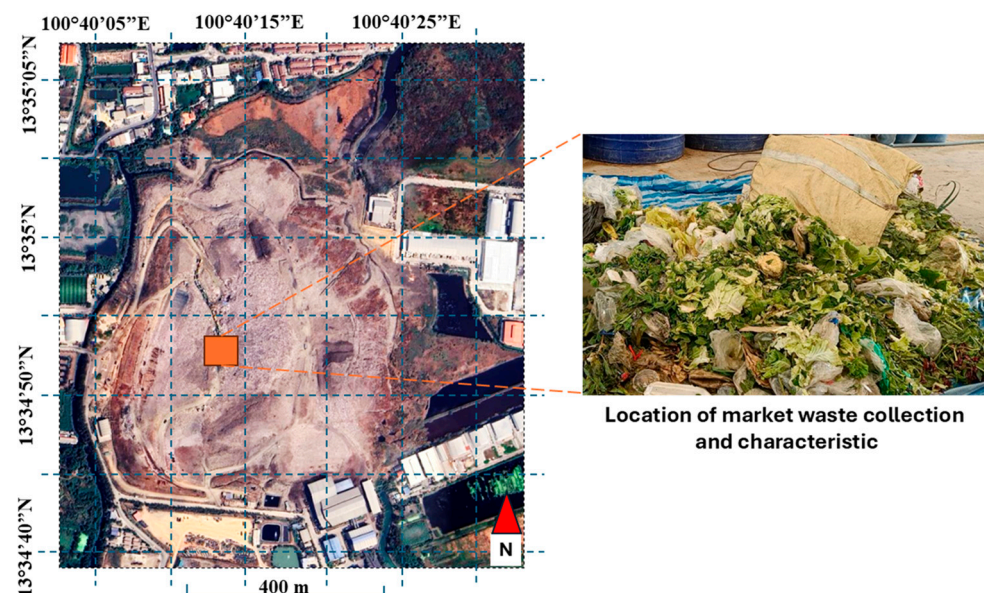 100°40’05”E 100°40’15”E 100°40’25”E
13°35’05”N
13°35”N
13°34’50”N
13°34’40”N
N
400 m
Location of market waste collection
and characteristic